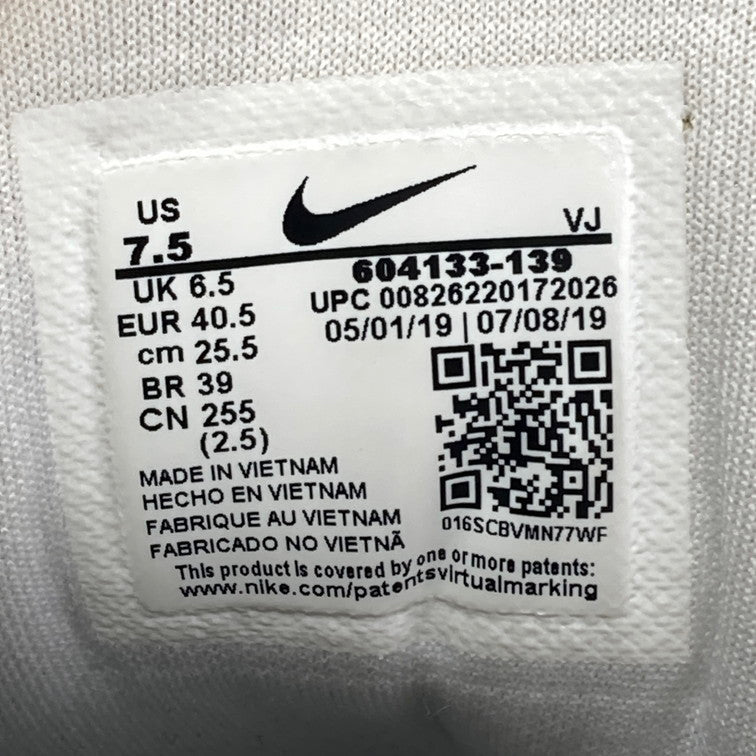 US
7.5
VJ
604133-139
UK 6.5
UPC 00826220172026
EUR 40.5
05/01/19 | 07/08/19
cm 25.5
BR 39
CN 255
(2.5)
MADE IN VIETNAM
HECHO EN VIETNAM
FABRIQUE AU VIETNAM
FABRICADO NO VIETNÃ
016SCBVMN77WF
This product is covered by one or more patents:
www.nike.com/patentsvirtualmarking